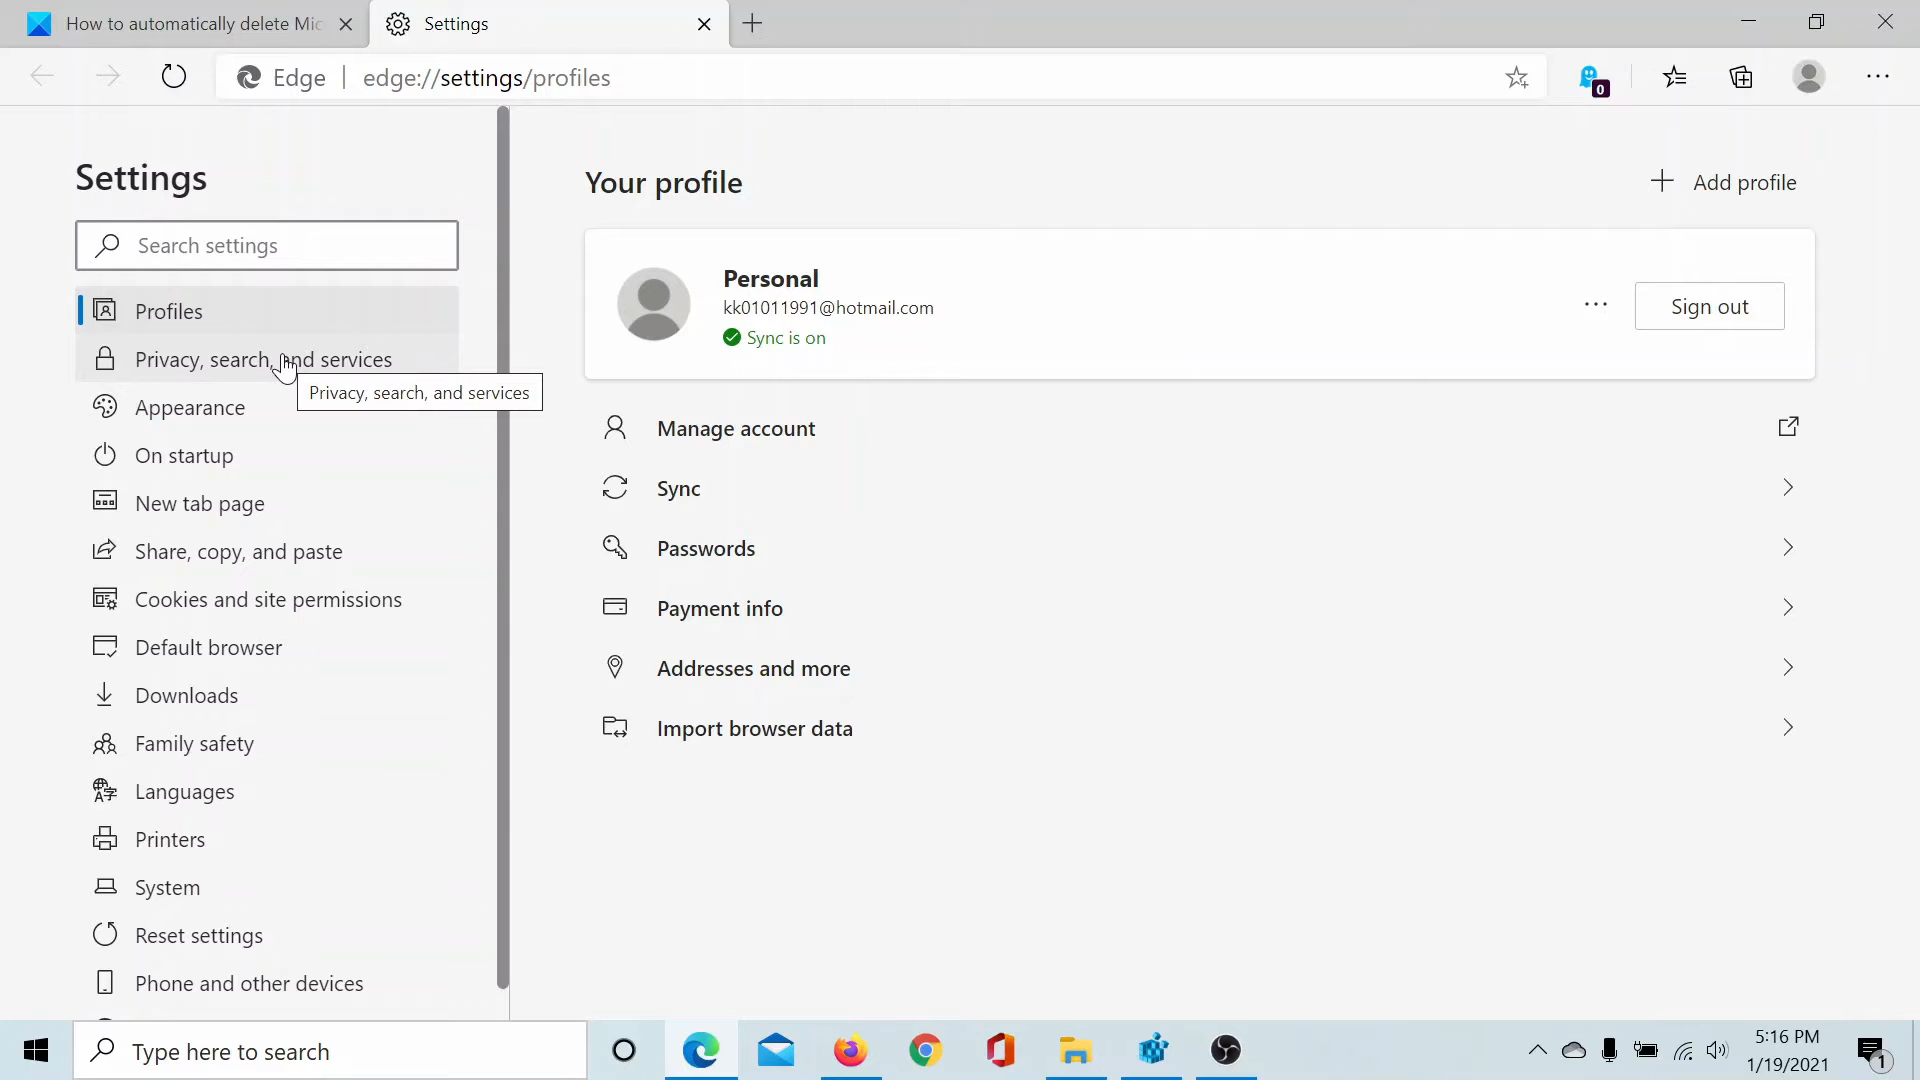 How to automatically delete Mic
Settings
Edge
edge://settings/profiles
0
Settings
Search settings
Profiles
Privacy, search, and services
Privacy, search, and services
Appearance
On startup
New tab page
Share, copy, and paste
Cookies and site permissions
Default browser
Downloads
Family safety
Languages
Printers
System
Reset settings
Phone and other devices
Your profile
Add profile
Personal
kk01011991@hotmail.com
Sync is on
Sign out
Manage account
Sync
Passwords
Payment info
Addresses and more
Import browser data
Type here to search
5:16 PM
1/19/2021
1